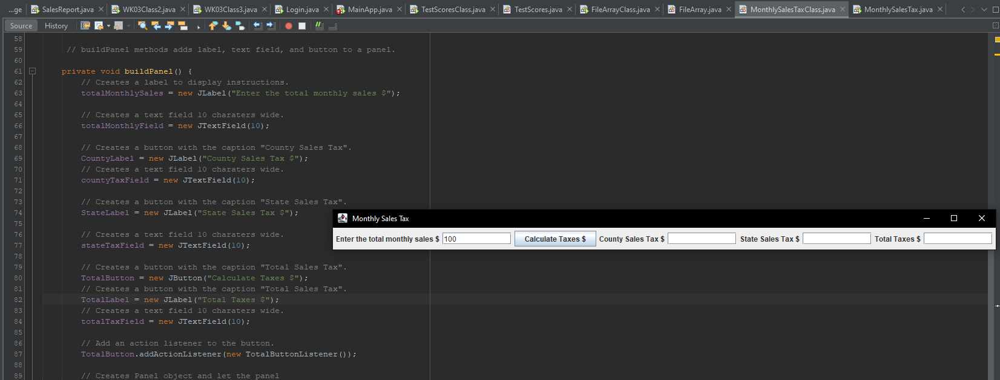 ...ge SalesReport.java WK03Class2.java WK03Class3.java Login.java MainApp.java TestScoresClass.java TestScores.java FileArrayClass.java FileArray.java MonthlySalesTaxClass.java MonthlySalesTax.java
Source History
58
59 // buildPanel methods adds label, text field, and button to a panel.
60
61 private void buildPanel() {
62 // Creates a label to display instructions.
63 totalMonthlySales = new JLabel("Enter the total monthly sales $");
64
65 // Creates a text field 10 charaters wide.
66 totalMonthlyField = new JTextField(10);
67
68 // Creates a button with the caption "County Sales Tax".
69 CountyLabel = new JLabel("County Sales Tax $");
70 // Creates a text field 10 charaters wide.
71 countyTaxField = new JTextField(10);
72
73 // Creates a button with the caption "State Sales Tax".
74 StateLabel = new JLabel("State Sales Tax $");
75
76 // Creates a text field 10 charaters wide.
77 stateTaxField = new JTextField(10);
78
79 // Creates a button with the caption "Total Sales Tax".
80 TotalButton = new JButton("Calculate Taxes $");
81 // Creates a button with the caption "Total Sales Tax".
82 TotalLabel = new JLabel("Total Taxes $");
83 // Creates a text field 10 charaters wide.
84 totalTaxField = new JTextField(10);
85
86 // Add an action listener to the button.
87 TotalButton.addActionListener(new TotalButtonListener());
88
89 // Creates Panel object and let the panel
Monthly Sales Tax
Enter the total monthly sales $ 100 Calculate Taxes $ County Sales Tax $ State Sales Tax $ Total Taxes $